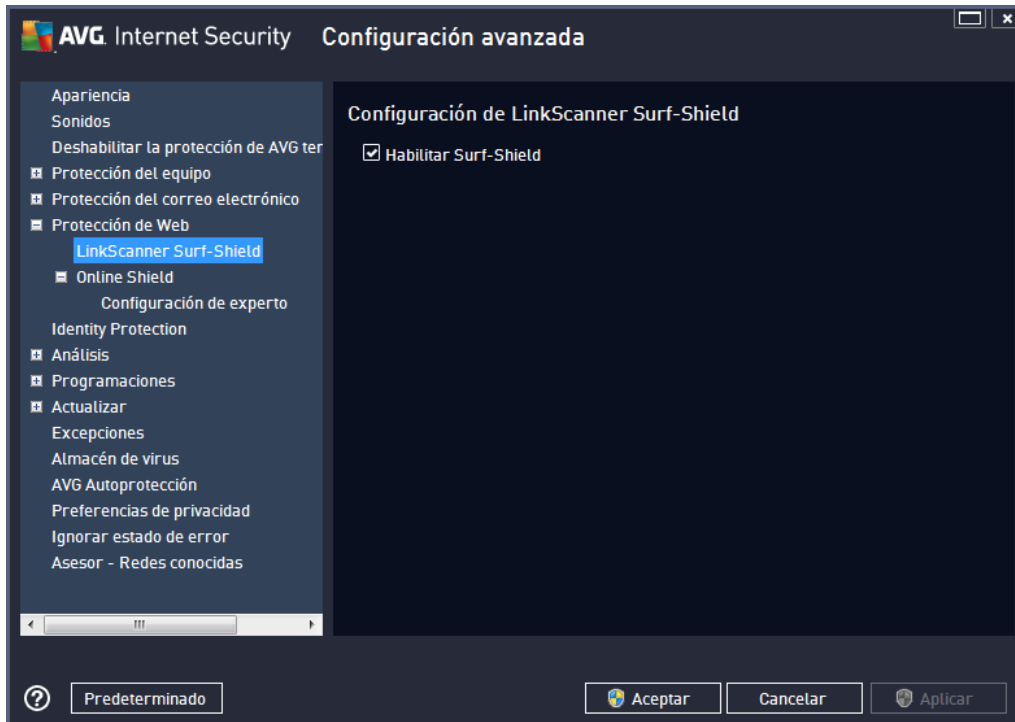 AVG. Internet Security Configuración avanzada
Apariencia
Sonidos
Deshabilitar la protección de AVG ter
Protección del equipo
Protección del correo electrónico
Protección de Web
LinkScanner Surf-Shield
Online Shield
Configuración de experto
Identity Protection
Análisis
Programaciones
Actualizar
Excepciones
Almacén de virus
AVG Autoprotección
Preferencias de privacidad
Ignorar estado de error
Asesor - Redes conocidas
Configuración de LinkScanner Surf-Shield
Habilitar Surf-Shield
? Predeterminado Aceptar Cancelar Aplicar